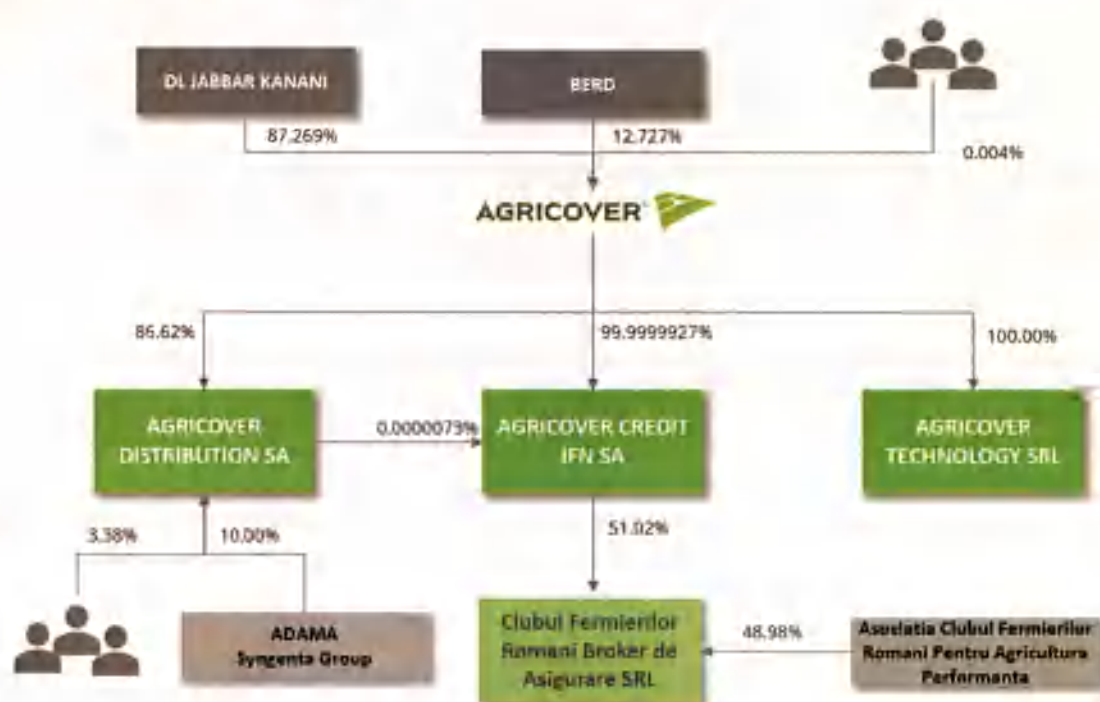 DL JABBAR KANANI
BERD
87.269%
12.727%
0.004%
AGRICOVER
86.62%
99.9999927%
100.00%
AGRICOVER
DISTRIBUTION SA
0.0000073%
AGRICOVER CREDIT
IFN SA
AGRICOVER
TECHNOLOGY SRL
3.38%
10.00%
51.02%
ADAMA
Syngenta Group
Clubul Fermierilor
Romani Broker de
Asigurare SRL
48.98%
Asociatia Clubul Fermierilor
Romani Pentru Agricultura
Performanta